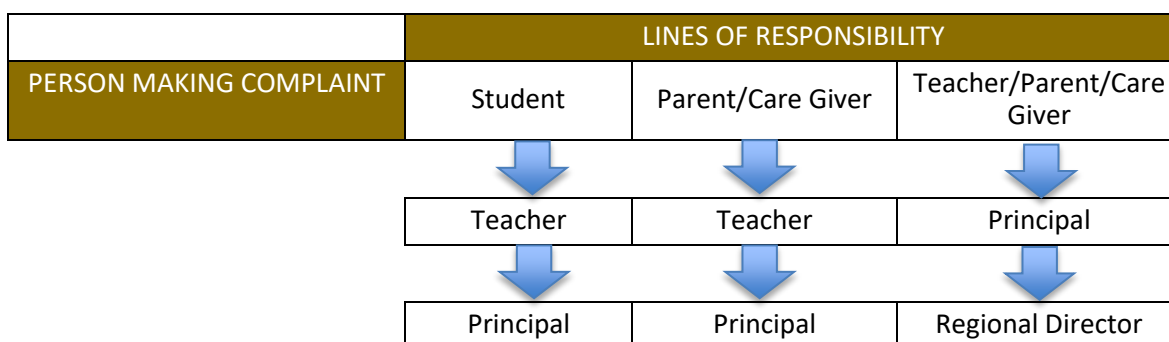 LINES OF RESPONSIBILITY
PERSON MAKING COMPLAINT
Student
Parent/Care Giver
Teacher/Parent/Care
Giver
Teacher
Teacher
Principal
Principal
Principal
Regional Director